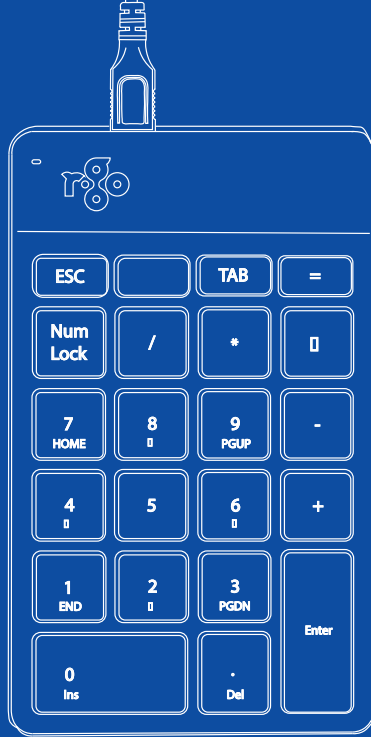 rgo
ESC TAB =
Num
Lock / *
7 8 9 -
HOME PGUP
4 5 6 +
1 2 3
END PGDN
Enter
0 .
Ins Del